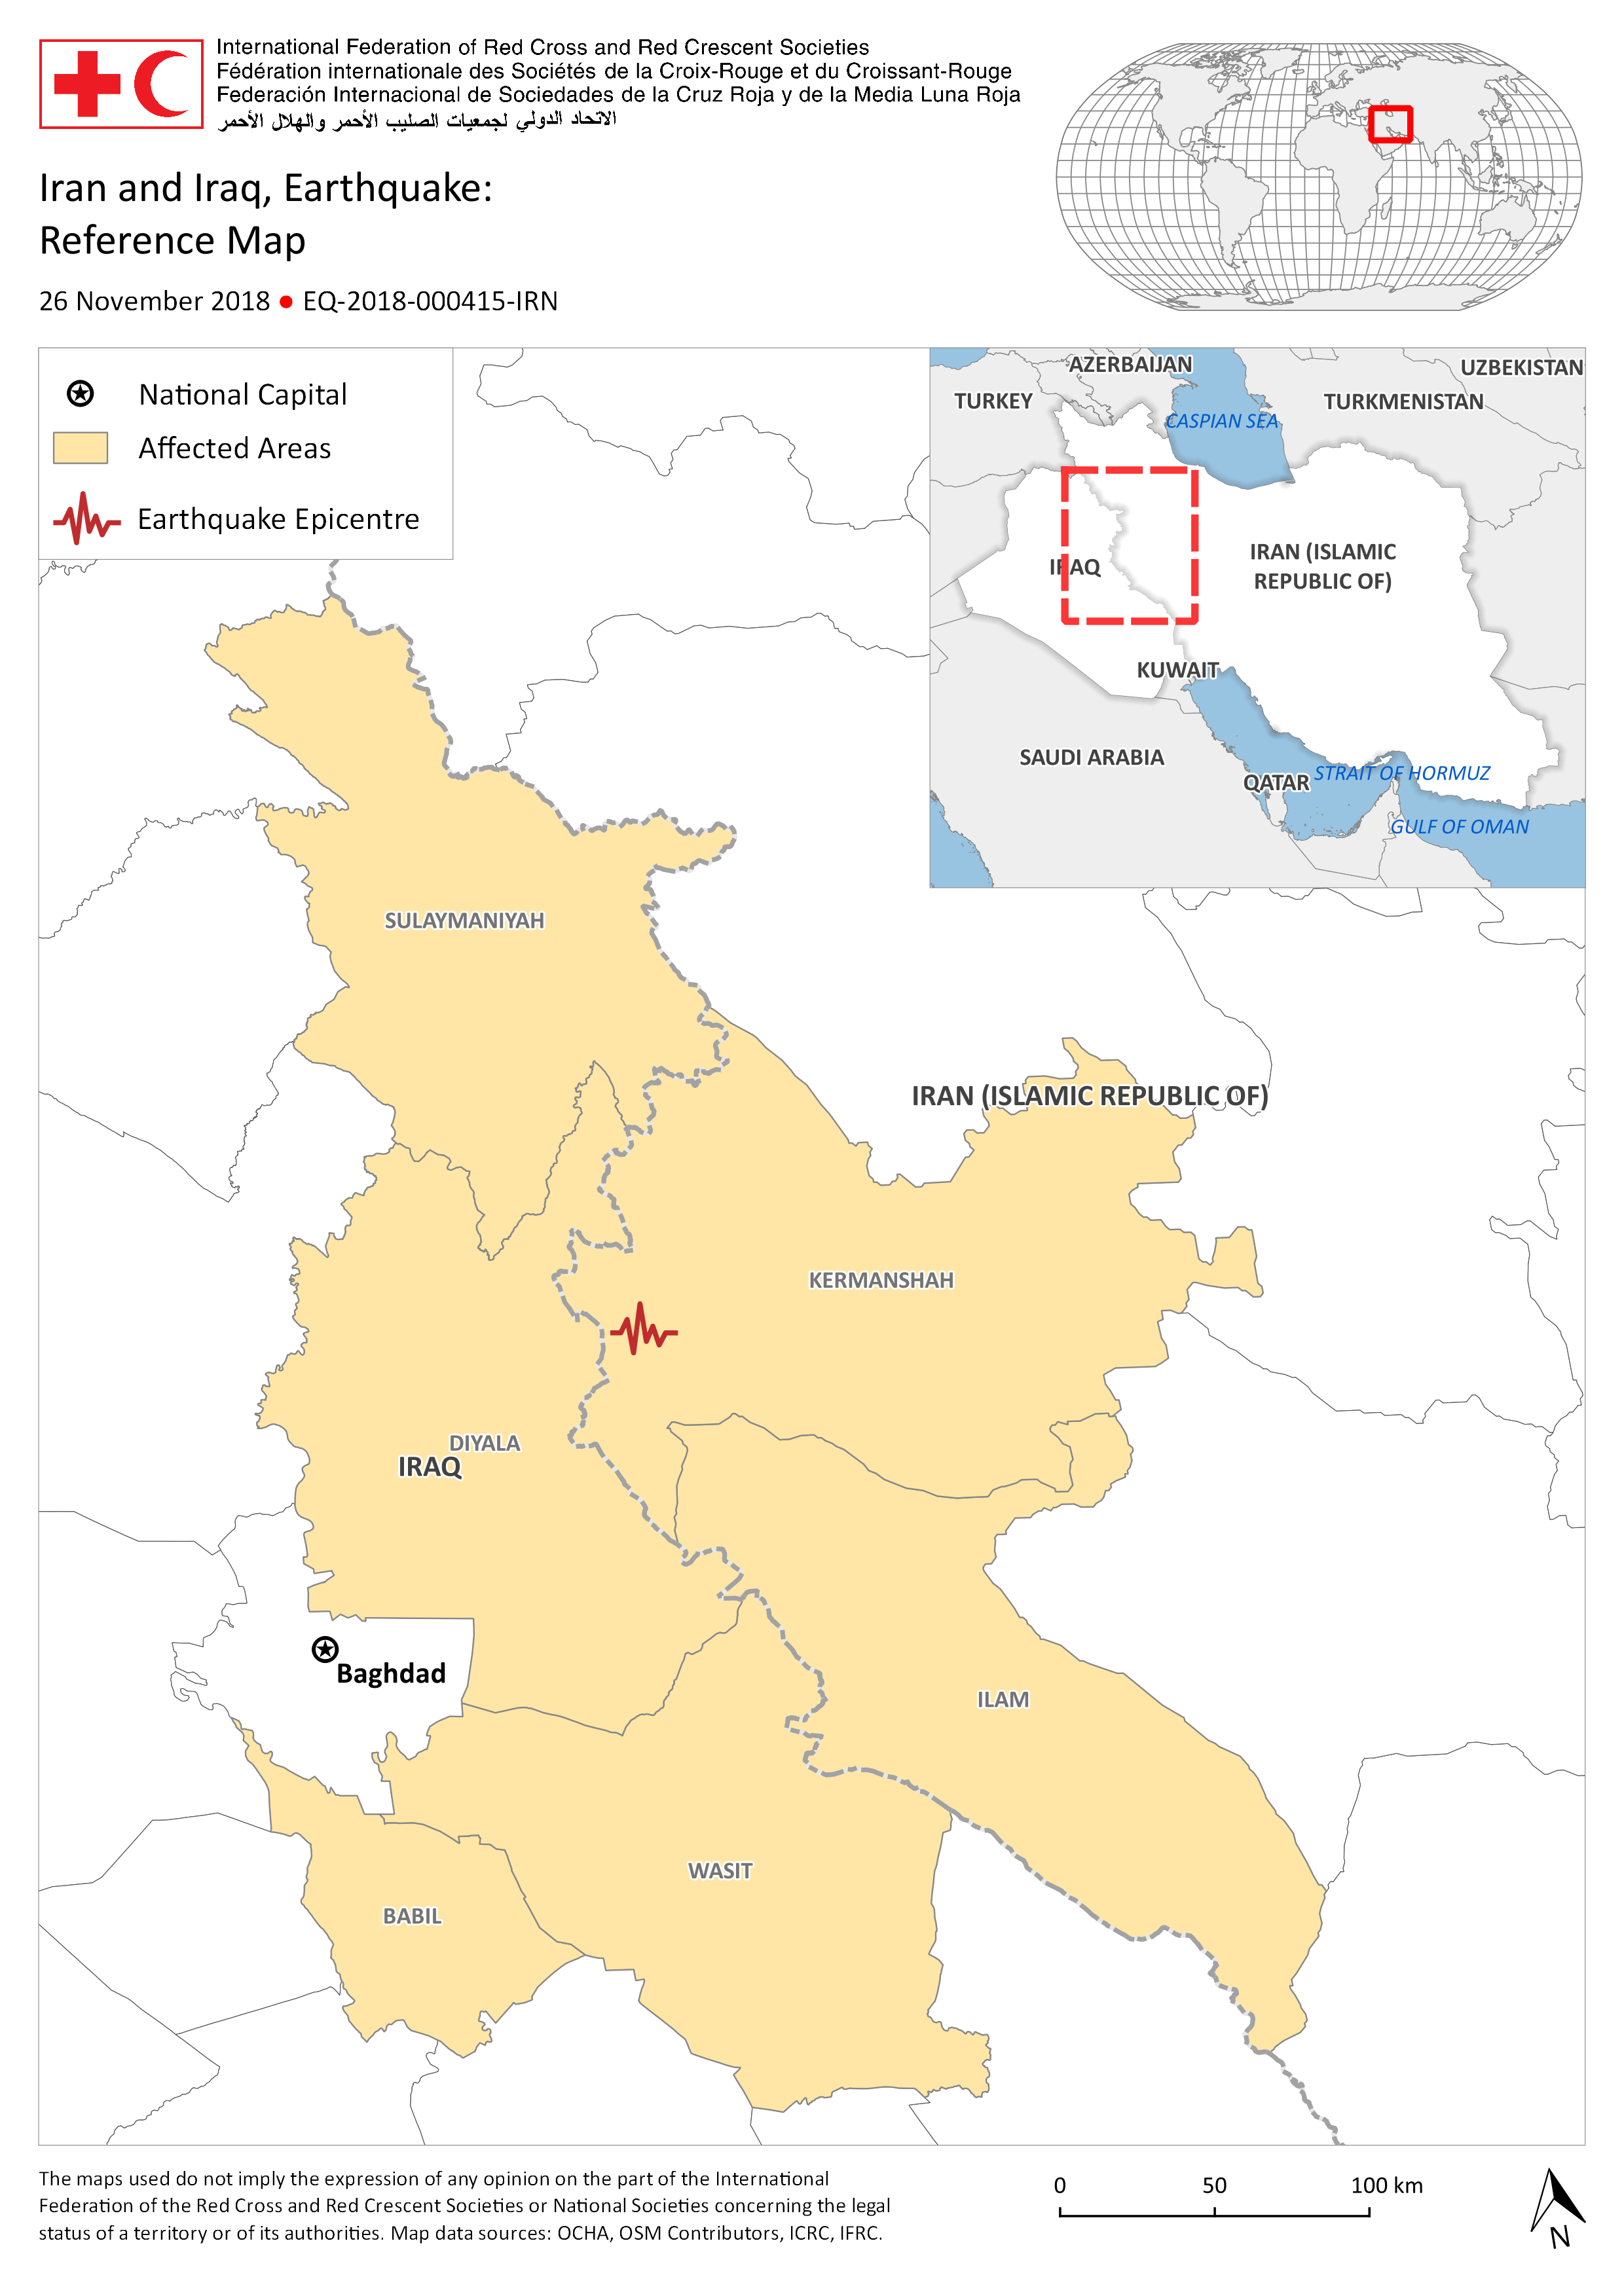 International Federation of Red Cross and Red Crescent Societies
Fédération internationale des Sociétés de la Croix-Rouge et du Croissant-Rouge
Federación Internacional de Sociedades de la Cruz Roja y de la Media Luna Roja
الاتحاد الدولي لجمعيات الصليب الأحمر والهلال الأحمر
Iran and Iraq, Earthquake:
Reference Map
26 November 2018 ● EQ-2018-000415-IRN
National Capital
Affected Areas
Earthquake Epicentre
AZERBAIJAN
UZBEKISTAN
TURKEY
TURKMENISTAN
CASPIAN SEA
IRAN (ISLAMIC
REPUBLIC OF)
IRAQ
KUWAIT
SAUDI ARABIA
QATAR
STRAIT OF HORMUZ
GULF OF OMAN
SULAYMANIYAH
IRAN (ISLAMIC REPUBLIC OF)
KERMANSHAH
DIYALA
IRAQ
Baghdad
ILAM
WASIT
BABIL
The maps used do not imply the expression of any opinion on the part of the International
Federation of the Red Cross and Red Crescent Societies or National Societies concerning the legal
status of a territory or of its authorities. Map data sources: OCHA, OSM Contributors, ICRC, IFRC.
0 50 100 km
N